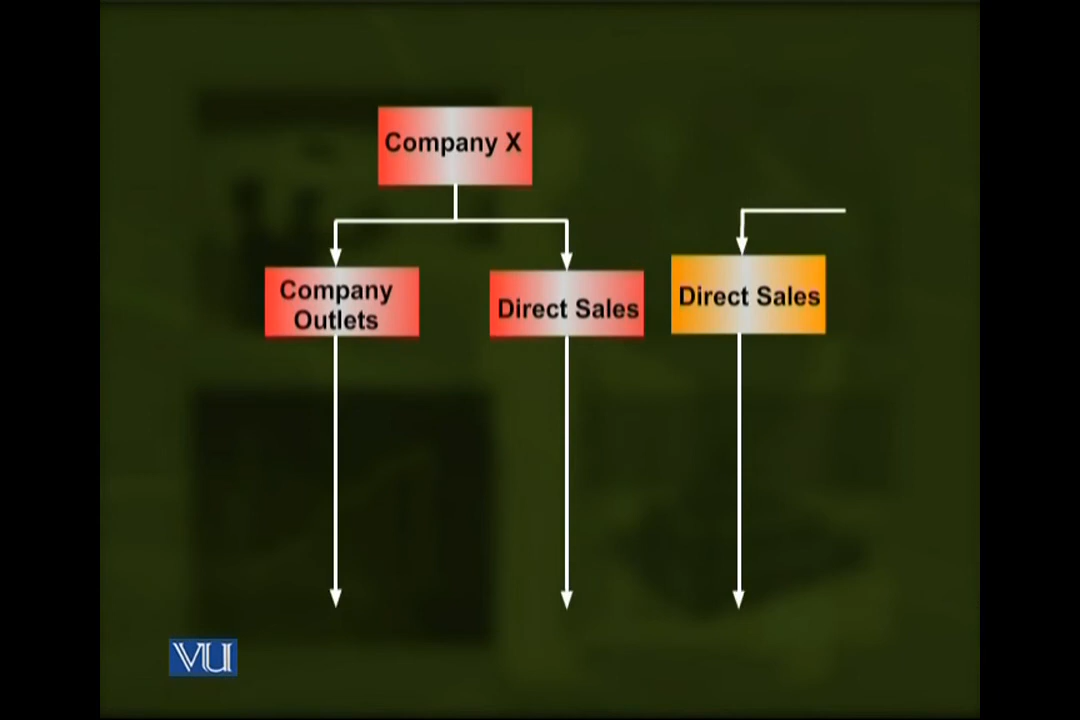 Company X
Company
Outlets
Direct Sales
Direct Sales
VU